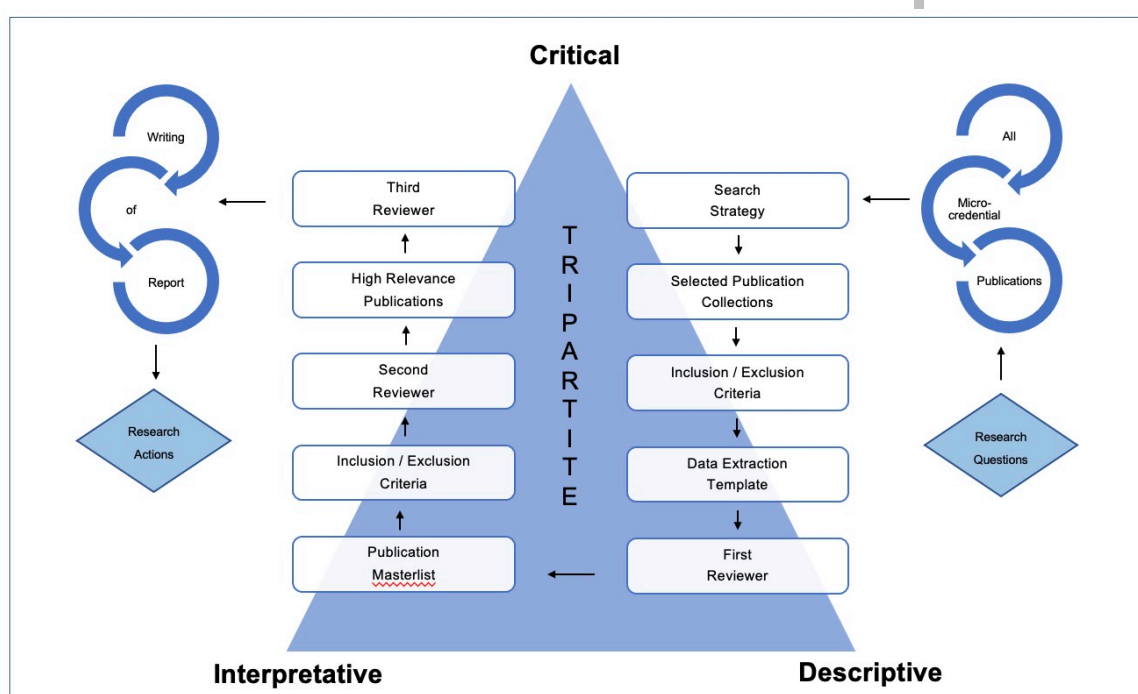 Critical
Writing
of
Report
Research
Actions
Third
Reviewer
High Relevance
Publications
Second
Reviewer
Inclusion / Exclusion
Criteria
Publication
Masterlist
TRIPARTITE
Search
Strategy
Selected Publication
Collections
Inclusion / Exclusion
Criteria
Data Extraction
Template
First
Reviewer
All
Micro-
credential
Publications
Research
Questions
Interpretative
Descriptive